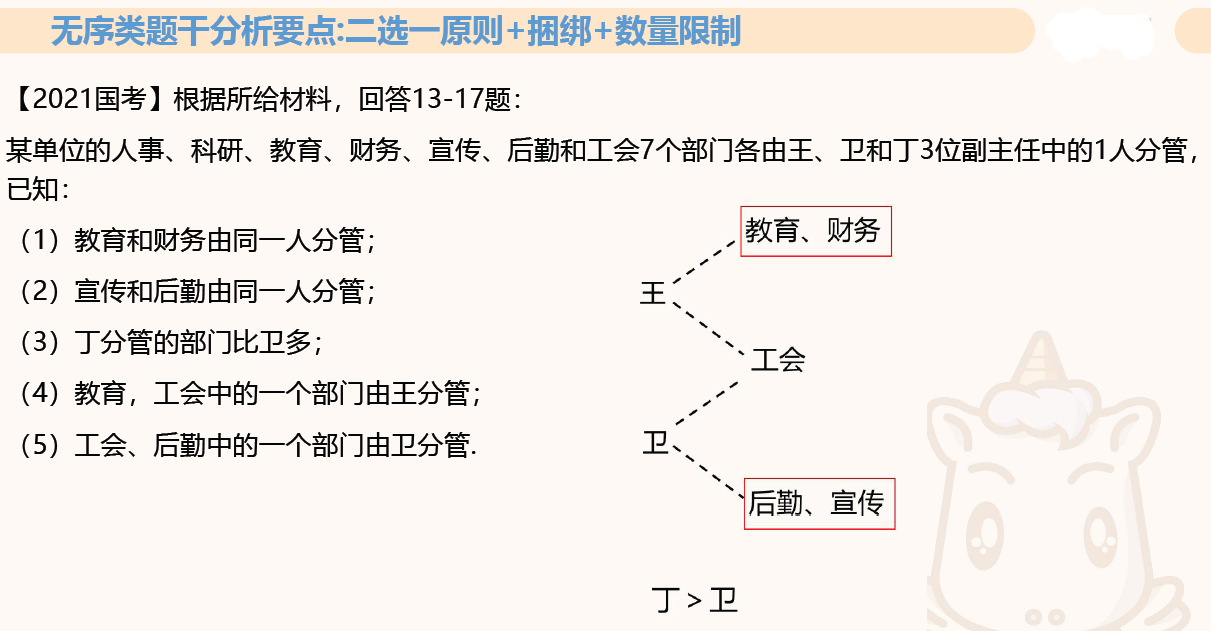 无序类题干分析要点:二选一原则+捆绑+数量限制
【2021国考】根据所给材料，回答13-17题：
某单位的人事、科研、教育、财务、宣传、后勤和工会7个部门各由王、卫和丁3位副主任中的1人分管，
已知：
（1）教育和财务由同一人分管；
（2）宣传和后勤由同一人分管；
（3）丁分管的部门比卫多；
（4）教育，工会中的一个部门由王分管；
（5）工会、后勤中的一个部门由卫分管.
教育、财务
王
工会
卫
后勤、宣传
丁 > 卫